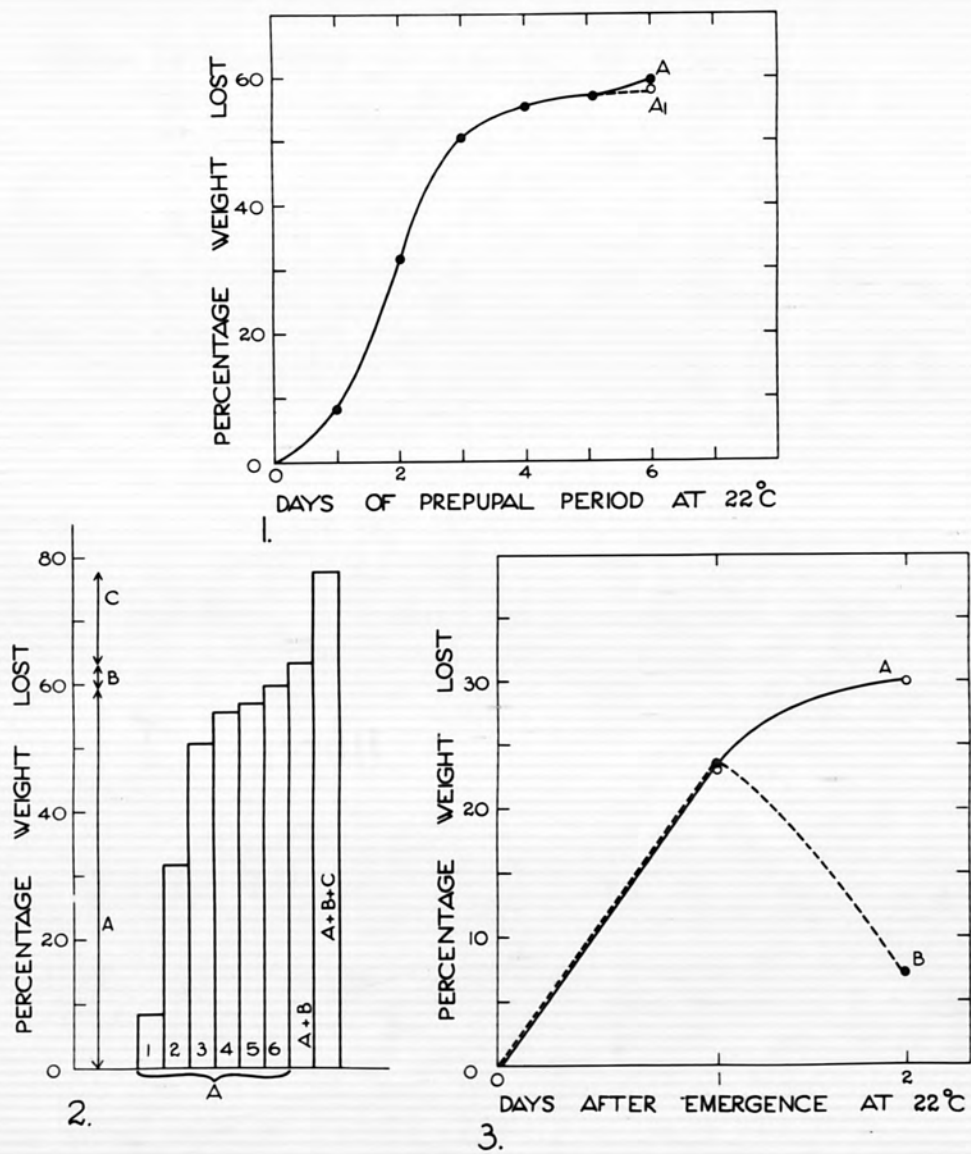 PERCENTAGE WEIGHT LOST
60
40
20
0
A
A1
0 2 4 6
DAYS OF PREPUPAL PERIOD AT 22°C
1.
PERCENTAGE WEIGHT LOST
80
60
40
20
0
C
B
A
1 2 3 4 5 6 A+B A+B+C
A
2.
PERCENTAGE WEIGHT LOST
30
20
10
0
A
B
0 1 2
DAYS AFTER EMERGENCE AT 22°C
3.